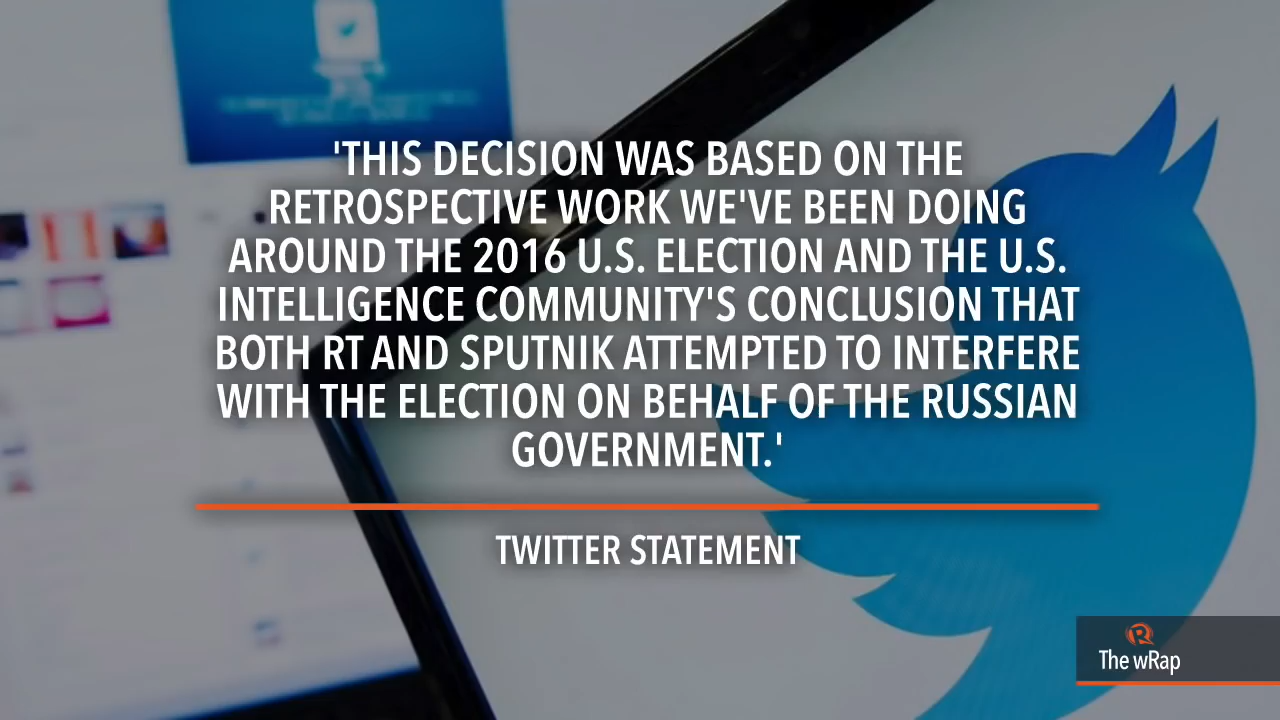 'THIS DECISION WAS BASED ON THE
RETROSPECTIVE WORK WE'VE BEEN DOING
AROUND THE 2016 U.S. ELECTION AND THE U.S.
INTELLIGENCE COMMUNITY'S CONCLUSION THAT
BOTH RT AND SPUTNIK ATTEMPTED TO INTERFERE
WITH THE ELECTION ON BEHALF OF THE RUSSIAN
GOVERNMENT.'
TWITTER STATEMENT
R
The wRap